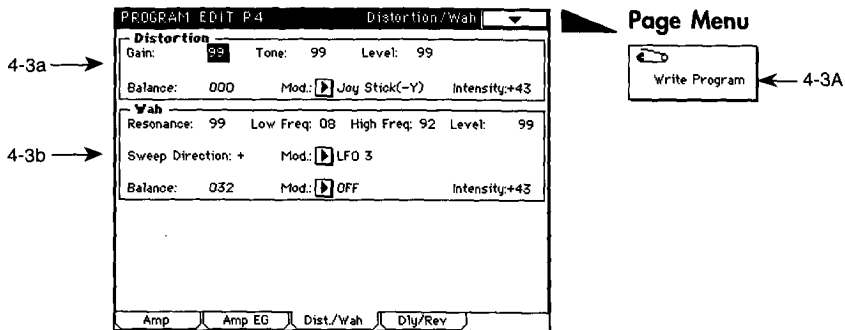 PROGRAM EDIT P4 Distortion/Wah
Distortion
Gain: 99 Tone: 99 Level: 99
Balance: 000 Mod.: Joy Stick(-Y) Intensity:+43
Wah
Resonance: 99 Low Freq: 08 High Freq: 92 Level: 99
Sweep Direction: + Mod.: LFO 3
Balance: 032 Mod.: OFF Intensity:+43
Amp Amp EG Dist./Wah Dly/Rev
4-3a
4-3b
Page Menu
Write Program
4-3A